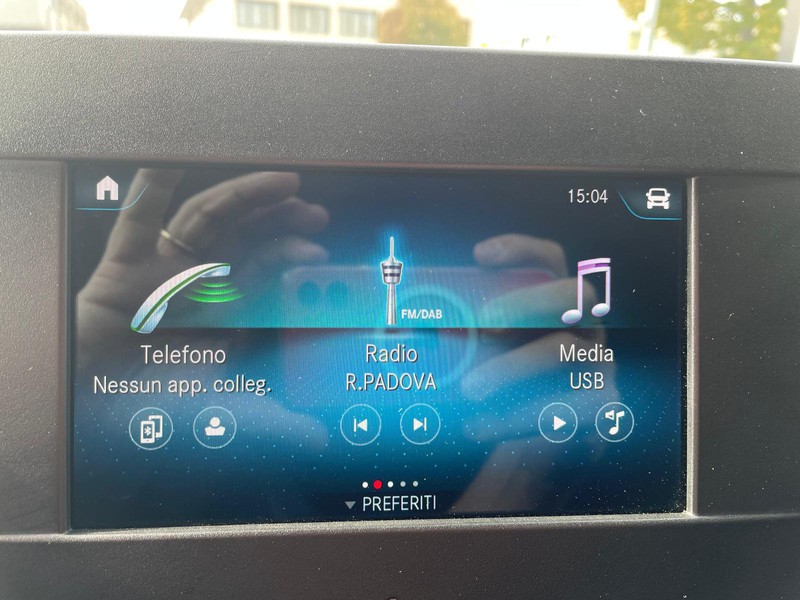 15:04
FM/DAB
Telefono
Nessun app. colleg.
Radio
R.PADOVA
Media
USB
PREFERITI